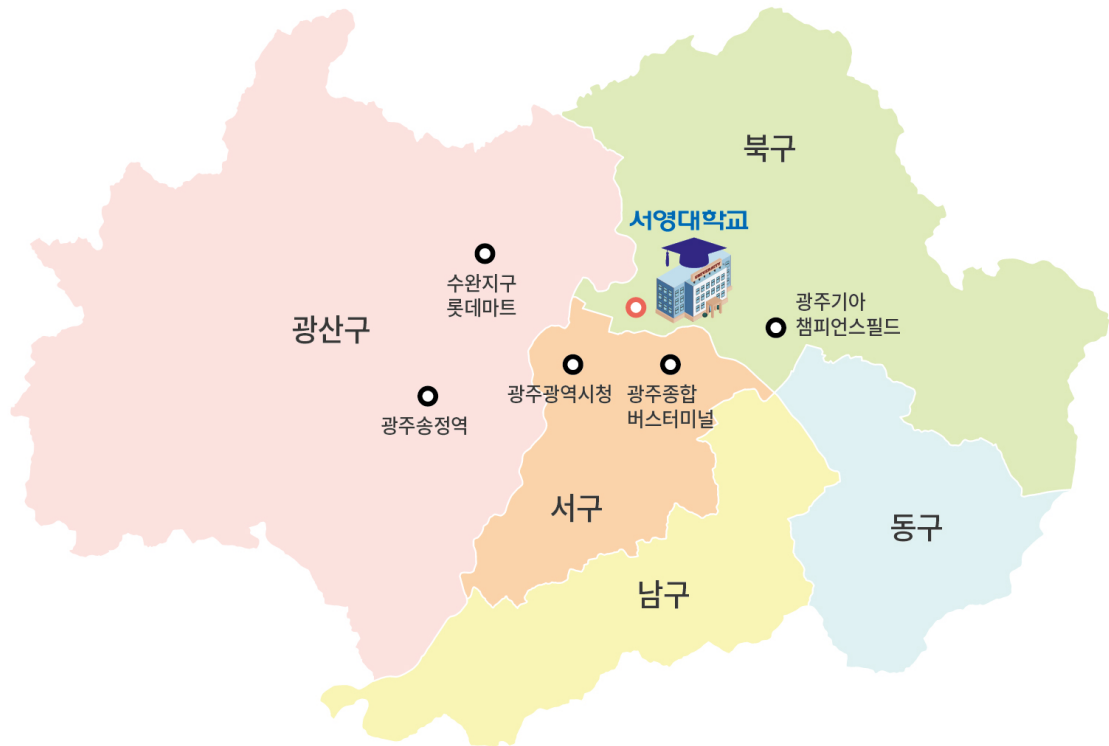 북구
서영대학교
UNIVERSITY
수완지구
롯데마트
광주기아
챔피언스필드
광산구
광주광역시청
광주종합
버스터미널
광주송정역
서구
동구
남구